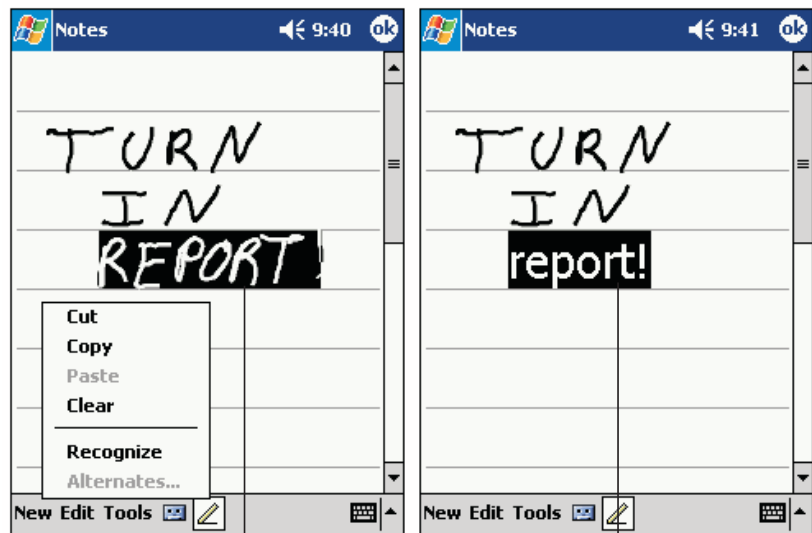 Notes 9:40 ok
TURN
IN
REPORT!
Cut
Copy
Paste
Clear
Recognize
Alternates...
New Edit Tools
Notes 9:41 ok
TURN
IN
report!
New Edit Tools